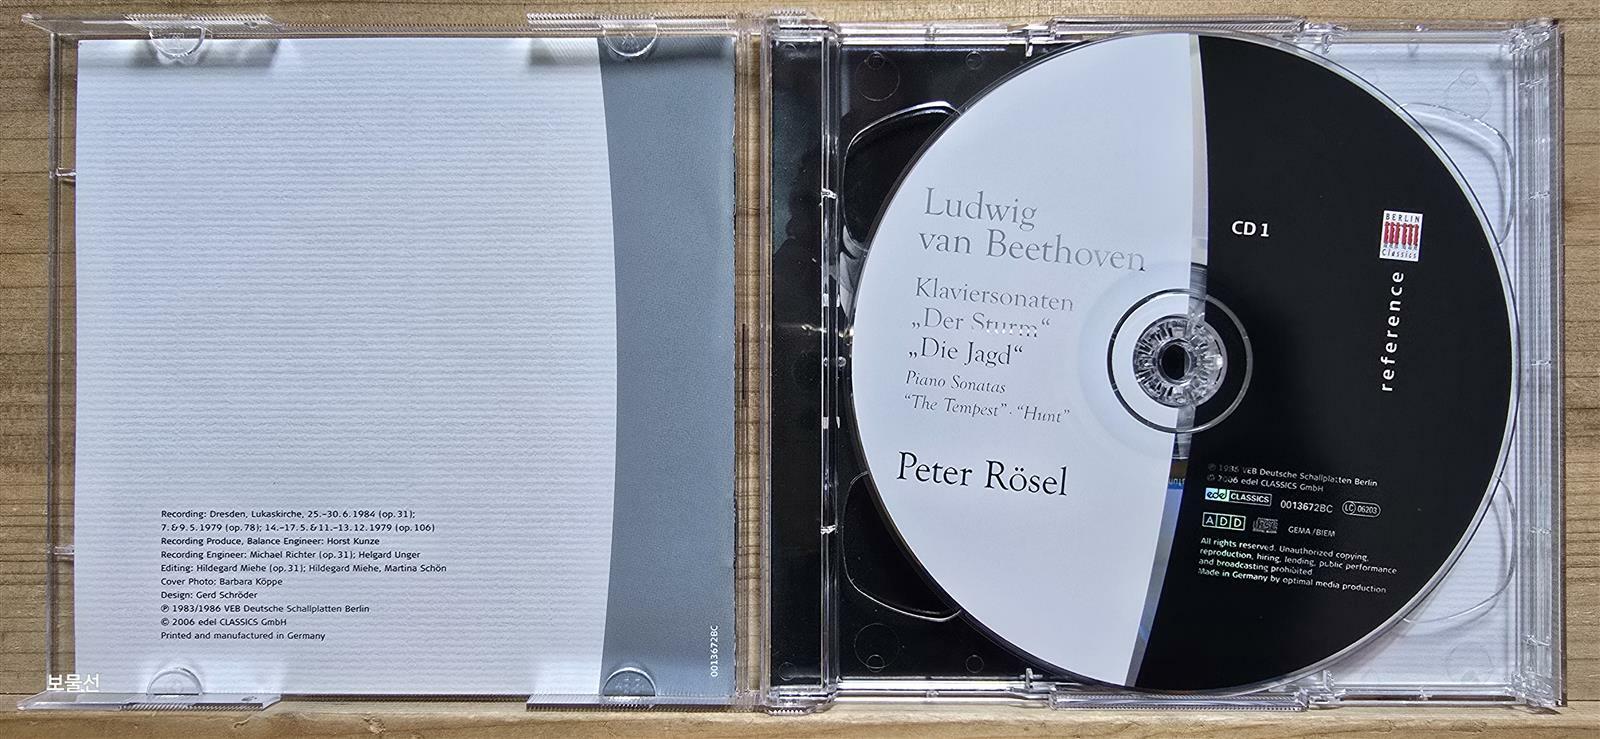 Recording: Dresden, Lukaskirche, 25.–30. 6. 1984 (op. 31);
7. & 9. 5. 1979 (op. 78); 14.–17. 5. & 11.–13. 12. 1979 (op. 106)
Recording Produce, Balance Engineer: Horst Kunze
Recording Engineer: Michael Richter (op. 31); Helgard Unger
Editing: Hildegard Miehe (op. 31); Hildegard Miehe, Martina Schön
Cover Photo: Barbara Köppe
Design: Gerd Schröder
℗ 1983/1986 VEB Deutsche Schallplatten Berlin
© 2006 edel CLASSICS GmbH
Printed and manufactured in Germany
0013672BC
보물선
Ludwig
van Beethoven
Klaviersonaten
„Der Sturm“
„Die Jagd“
Piano Sonatas
“The Tempest” · “Hunt”
Peter Rösel
CD 1
BERLIN
Classics
reference
℗ 1986 VEB Deutsche Schallplatten Berlin
© 2006 edel CLASSICS GmbH
edel CLASSICS 0013672BC LC 06203
ADD GEMA/BIEM
All rights reserved. Unauthorized copying,
reproduction, hiring, lending, public performance
and broadcasting prohibited.
Made in Germany by optimal media production